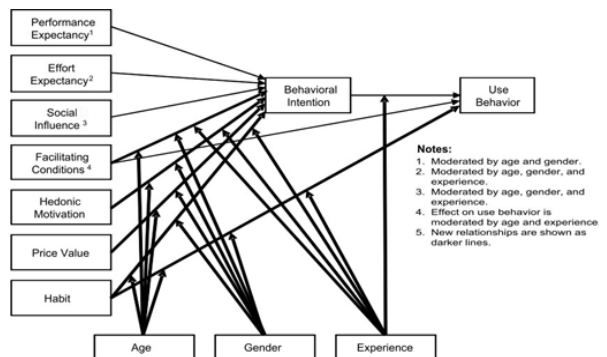 Performance
Expectancy¹
Effort
Expectancy²
Social
Influence ³
Facilitating
Conditions ⁴
Hedonic
Motivation
Price Value
Habit
Behavioral
Intention
Use
Behavior
Notes:
1. Moderated by age and gender.
2. Moderated by age, gender, and
experience.
3. Moderated by age, gender, and
experience.
4. Effect on use behavior is
moderated by age and experience.
5. New relationships are shown as
darker lines.
Age
Gender
Experience